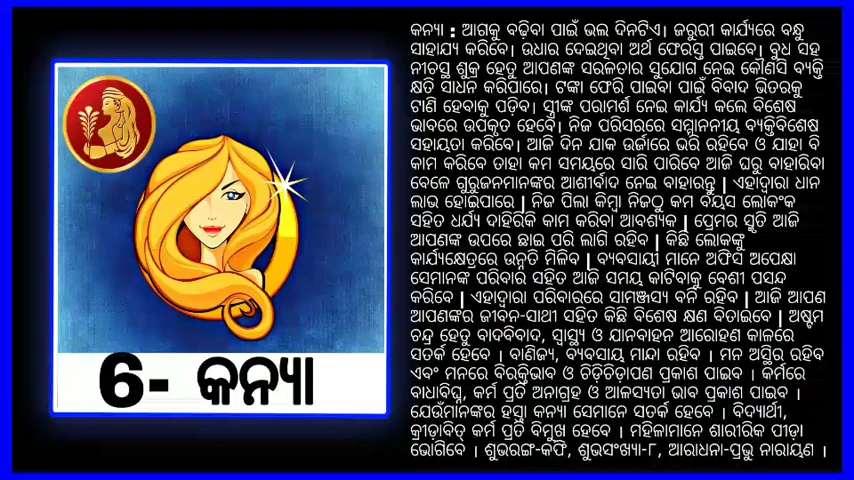 କନ୍ୟା : ଆଗକୁ ବଢ଼ିବା ପାଇଁ ଭଲ ଦିନଟିଏ। ଜରୁରୀ କାର୍ଯ୍ୟରେ ବନ୍ଧୁ
ସାହାଯ୍ୟ କରିବେ। ଉଧାର ଦେଇଥିବା ଅର୍ଥ ଫେରସ୍ତ ପାଇବେ। ବୁଧ ସହ
ନୀଚସ୍ଥ ଶୁକ୍ର ହେତୁ ଆପଣଙ୍କ ସରଳତାର ସୁଯୋଗ ନେଇ କୌଣସି ବ୍ୟକ୍ତି
କ୍ଷତି ସାଧନ କରିପାରେ। ଟଙ୍କା ଫେରି ପାଇବା ପାଇଁ ବିବାଦ ଭିତରକୁ
ଟାଣି ହେବାକୁ ପଡ଼ିବ। ସ୍ତ୍ରୀଙ୍କ ପରାମର୍ଶ ନେଇ କାର୍ଯ୍ୟ କଲେ ବିଶେଷ
ଭାବରେ ଉପକୃତ ହେବେ। ନିଜ ପରିସରରେ ସମ୍ମାନନୀୟ ବ୍ୟକ୍ତିବିଶେଷ
ସହାୟତା କରିବେ। ଆଜି ଦିନ ଯାକ ଉର୍ଜାରେ ଭରି ରହିବେ ଓ ଯାହା ବି
କାମ କରିବେ ତାହା କମ ସମୟରେ ସାରି ପାରିବେ ଆଜି ଘରୁ ବାହାରିବା
ବେଳେ ଗୁରୁଜନମାନଙ୍କର ଆଶୀର୍ବାଦ ନେଇ ବାହାରନ୍ତୁ | ଏହାଦ୍ୱାରା ଧାନ
ଲାଭ ହୋଇପାରେ | ନିଜ ପିଲା କିମ୍ବା ନିଜଠୁ କମ ବୟସ ଲୋକଂକ
ସହିତ ଧର୍ଯ୍ୟ ଦାହିରିକି କାମ କରିବା ଆବଶ୍ୟକ | ପ୍ରେମର ସ୍ମୃତି ଆଜି
ଆପଣଙ୍କ ଉପରେ ଛାଇ ପରି ଲାଗି ରହିବ | କିଛି ଲୋକଙ୍କୁ
କାର୍ଯ୍ୟକ୍ଷେତ୍ରରେ ଉନ୍ନତି ମିଳିବ | ବ୍ୟବସାୟୀ ମାନେ ଅଫିସ ଅପେକ୍ଷା
ସେମାନଙ୍କ ପରିବାର ସହିତ ଆଜି ସମୟ କାଟିବାକୁ ବେଶୀ ପସନ୍ଦ
କରିବେ | ଏହାଦ୍ୱାରା ପରିବାରରେ ସାମଞ୍ଜସ୍ୟ ବନି ରହିବ | ଆଜି ଆପଣ
ଆପଣଙ୍କର ଜୀବନ-ସାଥୀ ସହିତ କିଛି ବିଶେଷ କ୍ଷଣ ବିତାଇବେ | ଅଷ୍ଟମ
ଚନ୍ଦ୍ର ହେତୁ ବାଦବିବାଦ, ସ୍ୱାସ୍ଥ୍ୟ ଓ ଯାନବାହନ ଆରୋହଣ କାଳରେ
ସତର୍କ ହେବେ । ବାଣିଜ୍ୟ, ବ୍ୟବସାୟ ମାନ୍ଦା ରହିବ । ମନ ଅସ୍ଥିର ରହିବ
ଏବଂ ମନରେ ବିରକ୍ତିଭାବ ଓ ଚିଡ଼ିଚିଡ଼ାପଣ ପ୍ରକାଶ ପାଇବ । କର୍ମରେ
ବାଧାବିଘ୍ନ, କର୍ମ ପ୍ରତି ଅନାଗ୍ରହ ଓ ଆଳସ୍ୟତା ଭାବ ପ୍ରକାଶ ପାଇବ ।
ଯେଉଁମାନଙ୍କର ହସ୍ତା କନ୍ୟା ସେମାନେ ସତର୍କ ହେବେ । ବିଦ୍ୟାର୍ଥୀ,
କ୍ରୀଡ଼ାବିତ୍ କର୍ମ ପ୍ରତି ବିମୁଖ ହେବେ । ମହିଳାମାନେ ଶାରୀରିକ ପୀଡ଼ା
ଭୋଗିବେ । ଶୁଭରଙ୍ଗ-କଫି, ଶୁଭସଂଖ୍ୟା-୮, ଆରାଧନା-ପ୍ରଭୁ ନାରାୟଣ ।
6- କନ୍ୟା